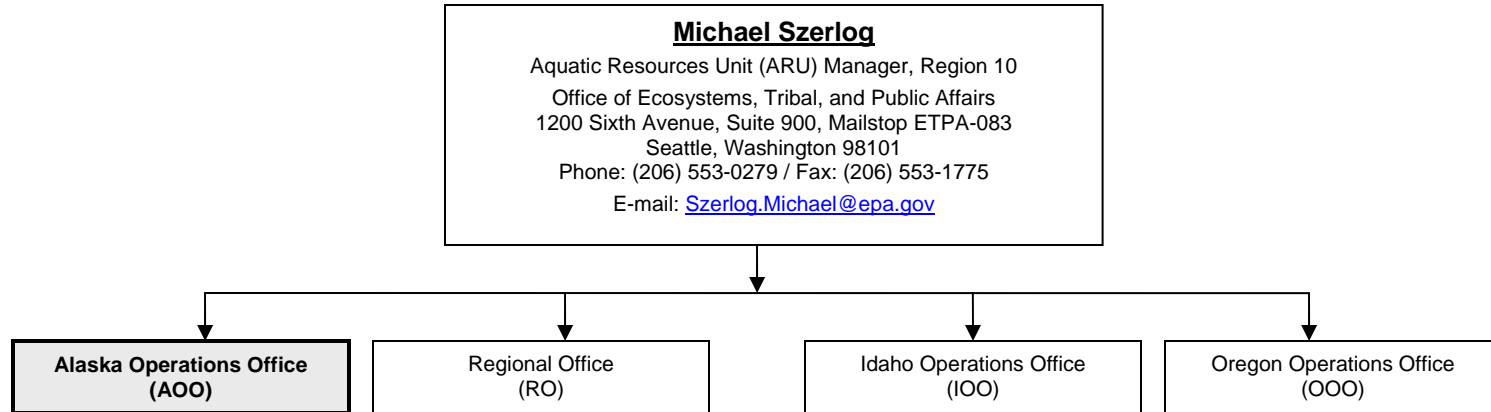 Michael Szerlog
Aquatic Resources Unit (ARU) Manager, Region 10
Office of Ecosystems, Tribal, and Public Affairs
1200 Sixth Avenue, Suite 900, Mailstop ETPA-083
Seattle, Washington 98101
Phone: (206) 553-0279 / Fax: (206) 553-1775
E-mail: Szerlog.Michael@epa.gov
Alaska Operations Office
(AOO)
Regional Office
(RO)
Idaho Operations Office
(IOO)
Oregon Operations Office
(OOO)